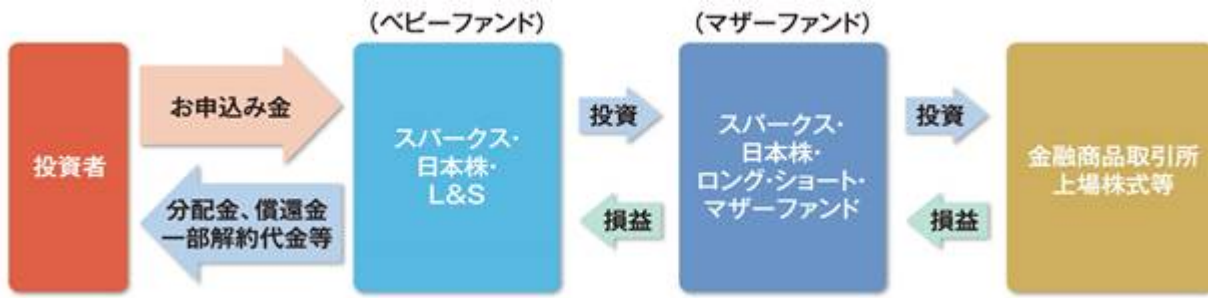 (ベビーファンド)
(マザーファンド)
投資者
お申込み金
分配金、償還金
一部解約代金等
スパークス・
日本株・
L&S
投資
損益
スパークス・
日本株・
ロング・ショート・
マザーファンド
投資
損益
金融商品取引所
上場株式等